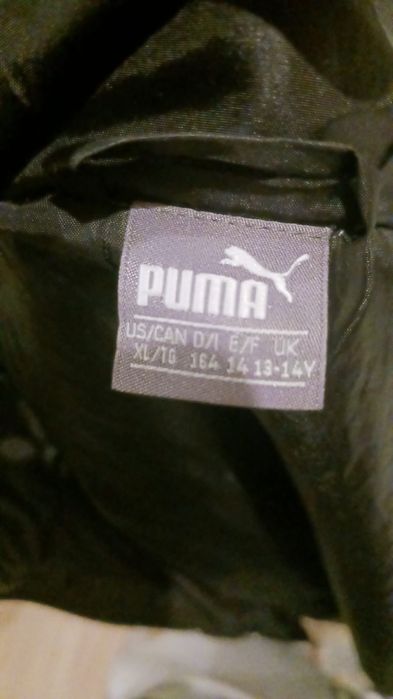 PUMA
US/CAN D/I E/F UK
XL/TG 164 14 13-14Y